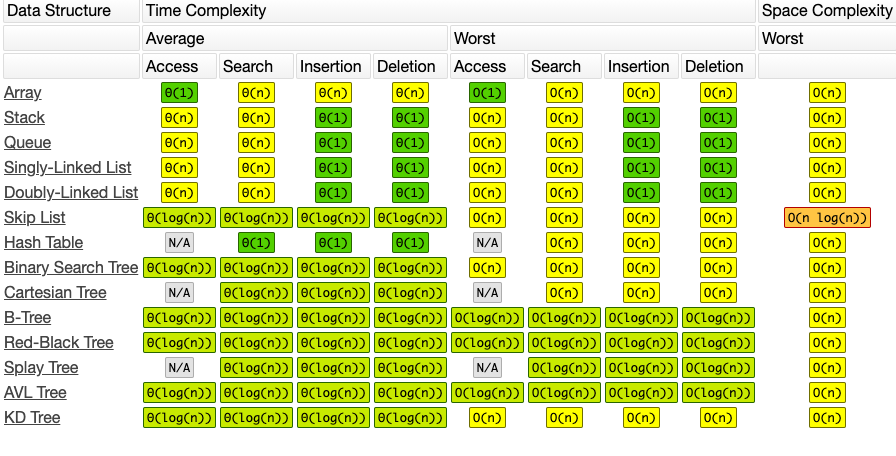 Data Structure Time Complexity Space Complexity
Average Worst Worst
Access Search Insertion Deletion Access Search Insertion Deletion
Array Θ(1) Θ(n) Θ(n) Θ(n) O(1) O(n) O(n) O(n) O(n)
Stack Θ(n) Θ(n) Θ(1) Θ(1) O(n) O(n) O(1) O(1) O(n)
Queue Θ(n) Θ(n) Θ(1) Θ(1) O(n) O(n) O(1) O(1) O(n)
Singly-Linked List Θ(n) Θ(n) Θ(1) Θ(1) O(n) O(n) O(1) O(1) O(n)
Doubly-Linked List Θ(n) Θ(n) Θ(1) Θ(1) O(n) O(n) O(1) O(1) O(n)
Skip List Θ(log(n)) Θ(log(n)) Θ(log(n)) Θ(log(n)) O(n) O(n) O(n) O(n) O(n log(n))
Hash Table N/A Θ(1) Θ(1) Θ(1) N/A O(n) O(n) O(n) O(n)
Binary Search Tree Θ(log(n)) Θ(log(n)) Θ(log(n)) Θ(log(n)) O(n) O(n) O(n) O(n) O(n)
Cartesian Tree N/A Θ(log(n)) Θ(log(n)) Θ(log(n)) N/A O(n) O(n) O(n) O(n)
B-Tree Θ(log(n)) Θ(log(n)) Θ(log(n)) Θ(log(n)) O(log(n)) O(log(n)) O(log(n)) O(log(n)) O(n)
Red-Black Tree Θ(log(n)) Θ(log(n)) Θ(log(n)) Θ(log(n)) O(log(n)) O(log(n)) O(log(n)) O(log(n)) O(n)
Splay Tree N/A Θ(log(n)) Θ(log(n)) Θ(log(n)) N/A O(log(n)) O(log(n)) O(log(n)) O(n)
AVL Tree Θ(log(n)) Θ(log(n)) Θ(log(n)) Θ(log(n)) O(log(n)) O(log(n)) O(log(n)) O(log(n)) O(n)
KD Tree Θ(log(n)) Θ(log(n)) Θ(log(n)) Θ(log(n)) O(n) O(n) O(n) O(n) O(n)